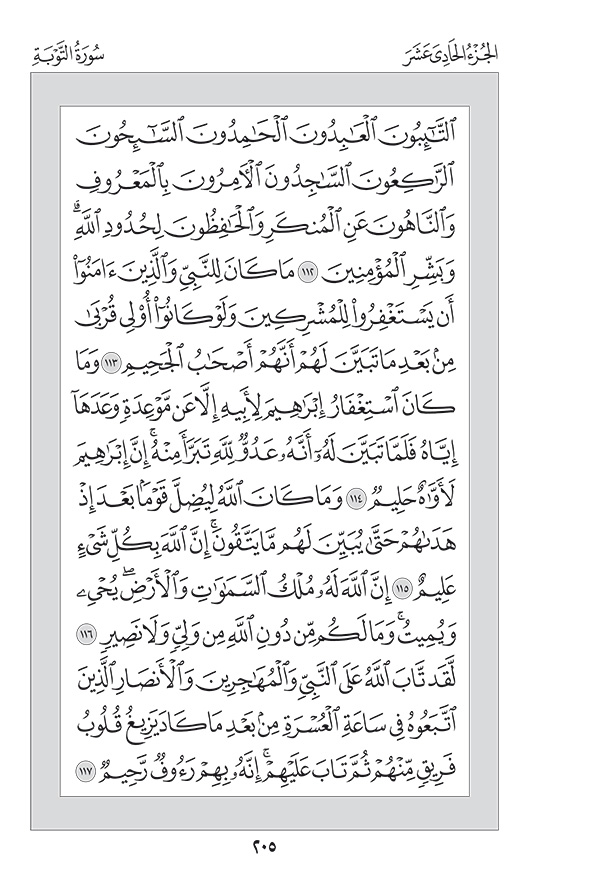 الجُزْءُ الحَادِى عَشَرَ
سُورَةُ التَّوْبَةِ
ٱلتَّـٰٓئِبُونَ ٱلْعَـٰبِدُونَ ٱلْحَـٰمِدُونَ ٱلسَّـٰٓئِحُونَ
ٱلرَّٰكِعُونَ ٱلسَّـٰجِدُونَ ٱلْـَٔامِرُونَ بِٱلْمَعْرُوفِ
وَٱلنَّاهُونَ عَنِ ٱلْمُنكَرِ وَٱلْحَـٰفِظُونَ لِحُدُودِ ٱللَّهِۗ
وَبَشِّرِ ٱلْمُؤْمِنِينَ ١١٢ مَا كَانَ لِلنَّبِىِّ وَٱلَّذِينَ ءَامَنُوٓا۟
أَن يَسْتَغْفِرُوا۟ لِلْمُشْرِكِينَ وَلَوْ كَانُوٓا۟ أُو۟لِى قُرْبَىٰ
مِنۢ بَعْدِ مَا تَبَيَّنَ لَهُمْ أَنَّهُمْ أَصْحَـٰبُ ٱلْجَحِيمِ ١١٣ وَمَا
كَانَ ٱسْتِغْفَارُ إِبْرَٰهِيمَ لِأَبِيهِ إِلَّا عَن مَّوْعِدَةٍ وَعَدَهَآ
إِيَّاهُ فَلَمَّا تَبَيَّنَ لَهُۥٓ أَنَّهُۥ عَدُوٌّ لِّلَّهِ تَبَرَّأَ مِنْهُۚ إِنَّ إِبْرَٰهِيمَ
لَأَوَّٰهٌ حَلِيمٌ ١١٤ وَمَا كَانَ ٱللَّهُ لِيُضِلَّ قَوْمًۢا بَعْدَ إِذْ
هَدَىٰهُمْ حَتَّىٰ يُبَيِّنَ لَهُم مَّا يَتَّقُونَۚ إِنَّ ٱللَّهَ بِكُلِّ شَىْءٍ
عَلِيمٌ ١١٥ إِنَّ ٱللَّهَ لَهُۥ مُلْكُ ٱلسَّمَـٰوَٰتِ وَٱلْأَرْضِۖ يُحْىِۦ
وَيُمِيتُۚ وَمَا لَكُم مِّن دُونِ ٱللَّهِ مِن وَلِىٍّ وَلَا نَصِيرٍ ١١٦
لَّقَد تَّابَ ٱللَّهُ عَلَى ٱلنَّبِىِّ وَٱلْمُهَـٰجِرِينَ وَٱلْأَنصَارِ ٱلَّذِينَ
ٱتَّبَعُوهُ فِى سَاعَةِ ٱلْعُسْرَةِ مِنۢ بَعْدِ مَا كَادَ يَزِيغُ قُلُوبُ
فَرِيقٍ مِّنْهُمْ ثُمَّ تَابَ عَلَيْهِمْۚ إِنَّهُۥ بِهِمْ رَءُوفٌ رَّحِيمٌ ١١٧
٢٠٥